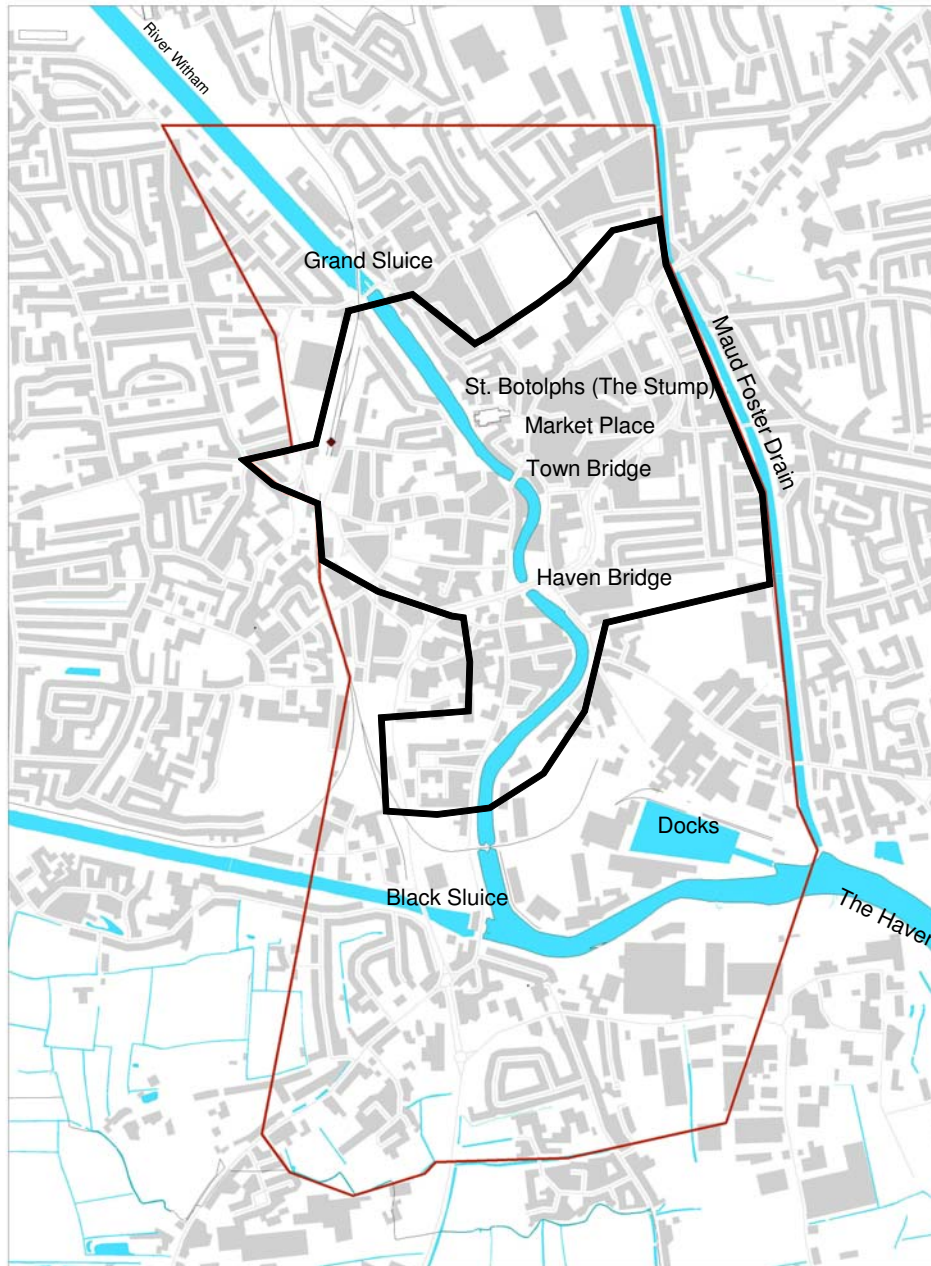 River Witham
Grand Sluice
Maud Foster Drain
St. Botolphs (The Stump)
Market Place
Town Bridge
Haven Bridge
Docks
Black Sluice
The Haven